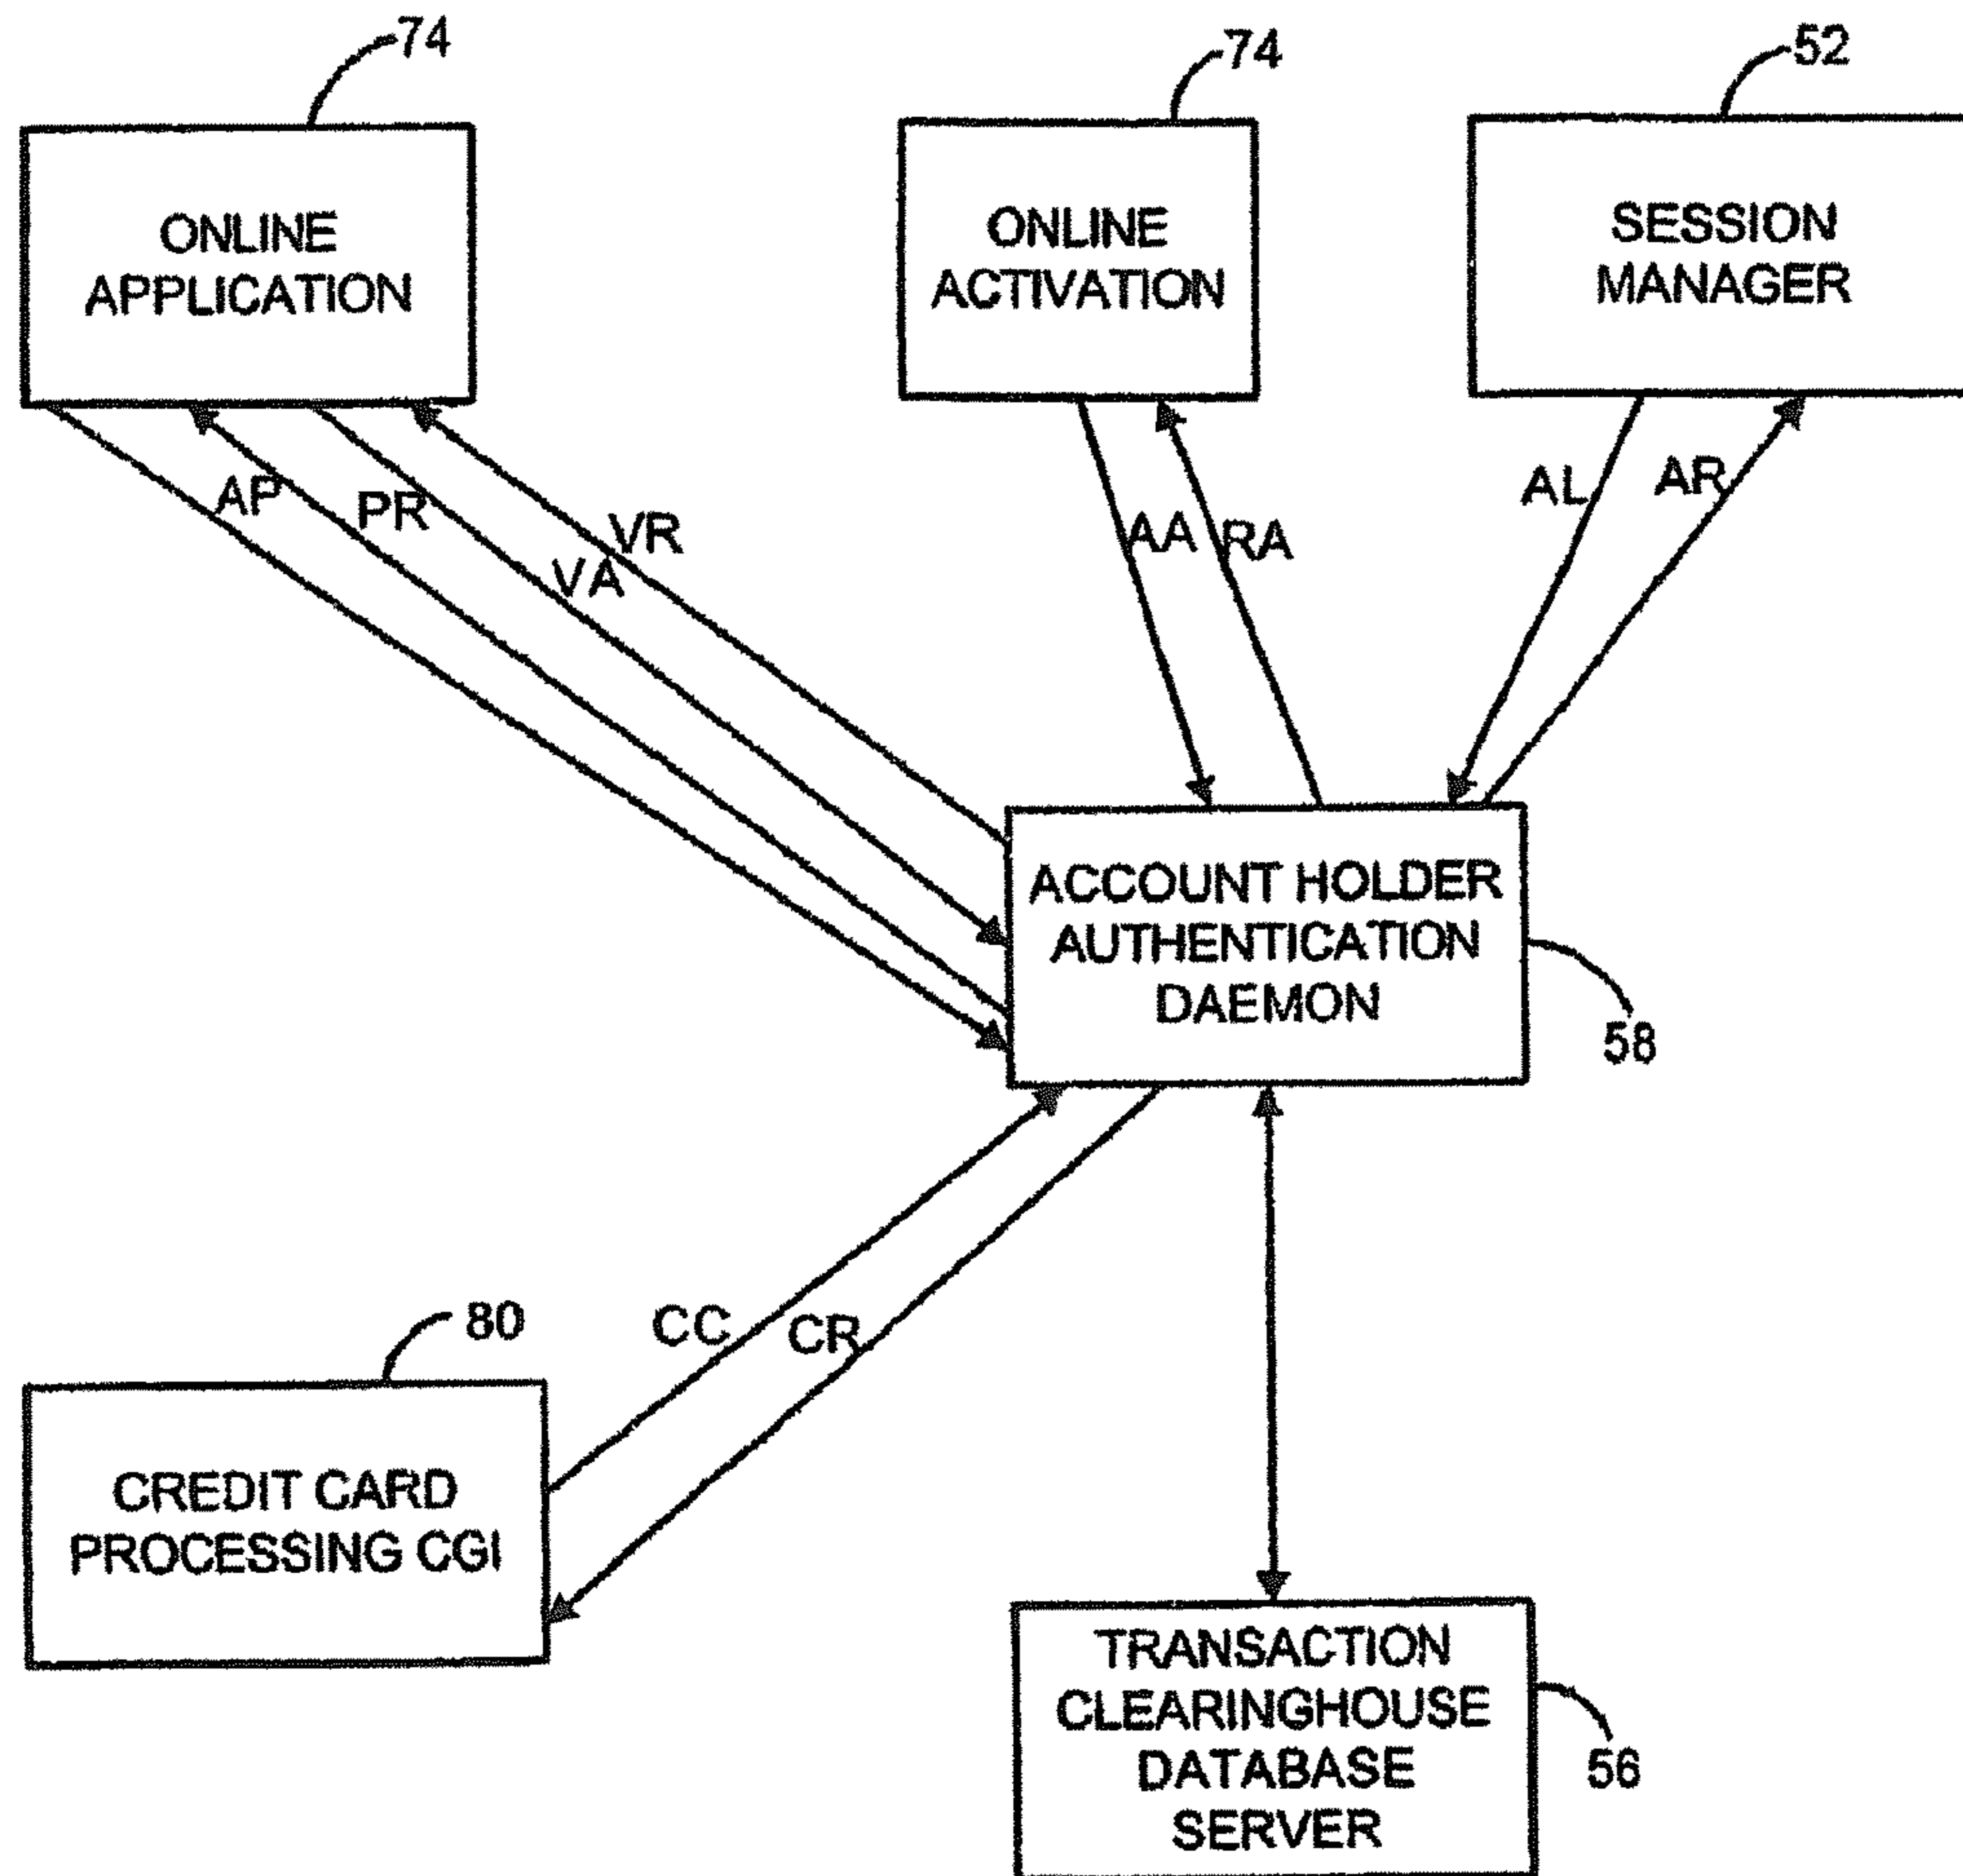 74
74
52
ONLINE
APPLICATION
ONLINE
ACTIVATION
SESSION
MANAGER
AP
PR
VA
VR
AA
RA
AL
AR
ACCOUNT HOLDER
AUTHENTICATION
DAEMON
58
CC
CR
80
CREDIT CARD
PROCESSING CGI
TRANSACTION
CLEARINGHOUSE
DATABASE
SERVER
56